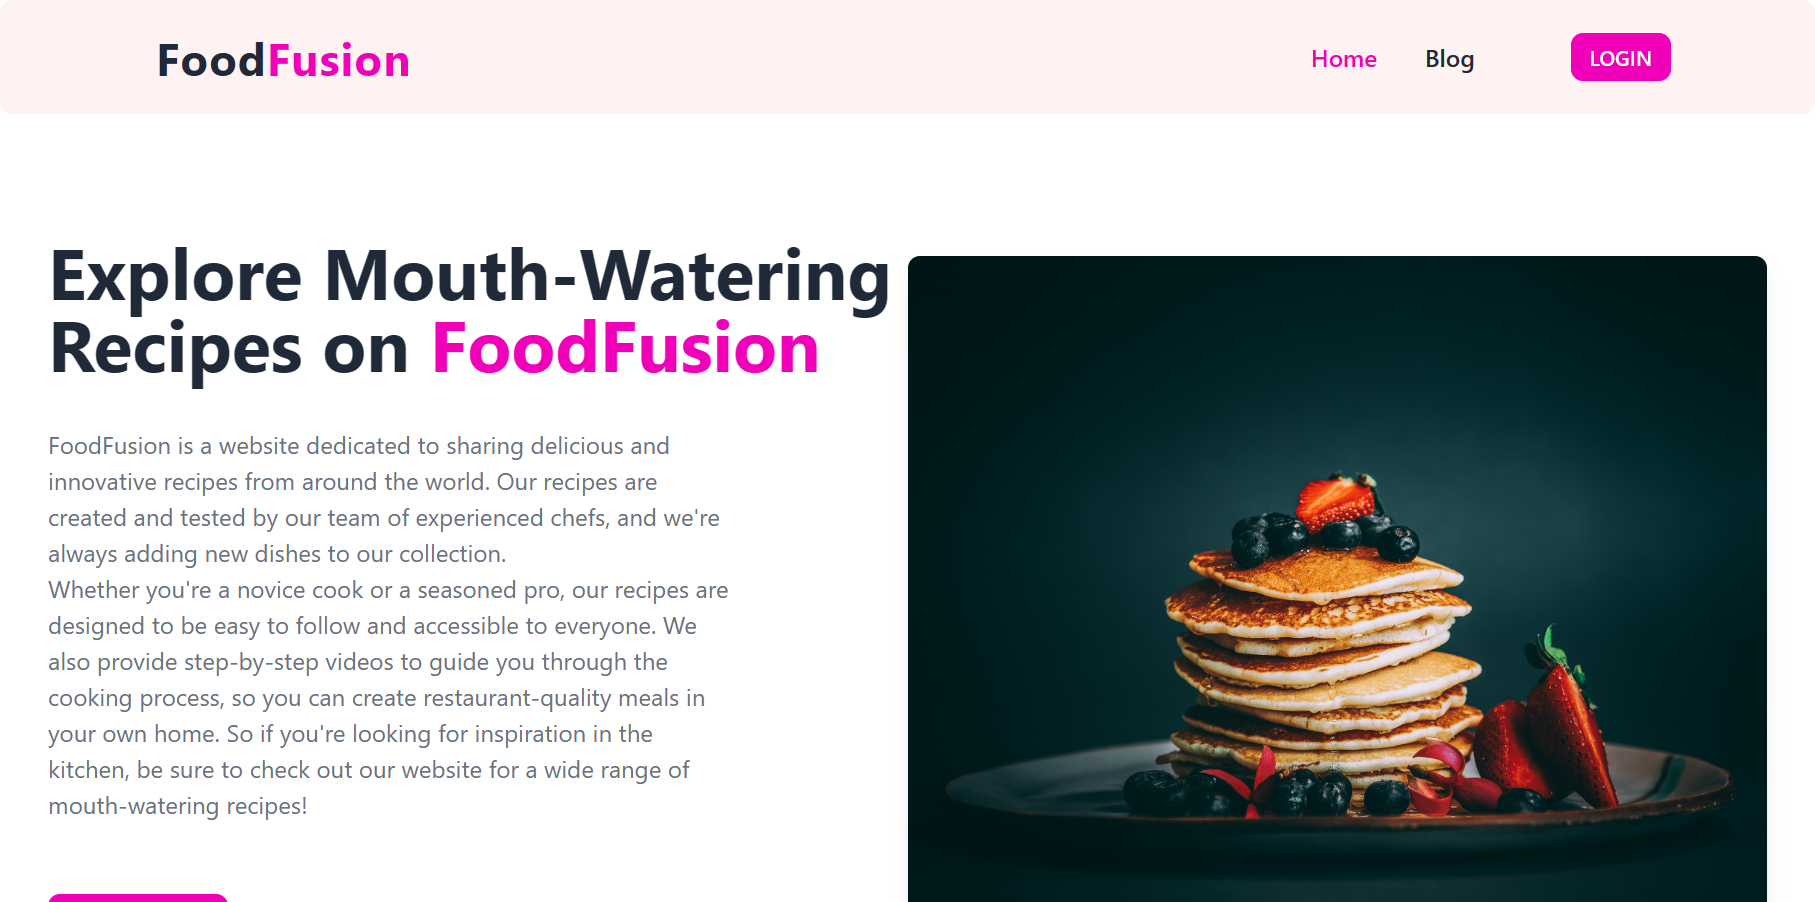 FoodFusion
Home
Blog
LOGIN
Explore Mouth-Watering
Recipes on FoodFusion
FoodFusion is a website dedicated to sharing delicious and
innovative recipes from around the world. Our recipes are
created and tested by our team of experienced chefs, and we're
always adding new dishes to our collection.
Whether you're a novice cook or a seasoned pro, our recipes are
designed to be easy to follow and accessible to everyone. We
also provide step-by-step videos to guide you through the
cooking process, so you can create restaurant-quality meals in
your own home. So if you're looking for inspiration in the
kitchen, be sure to check out our website for a wide range of
mouth-watering recipes!